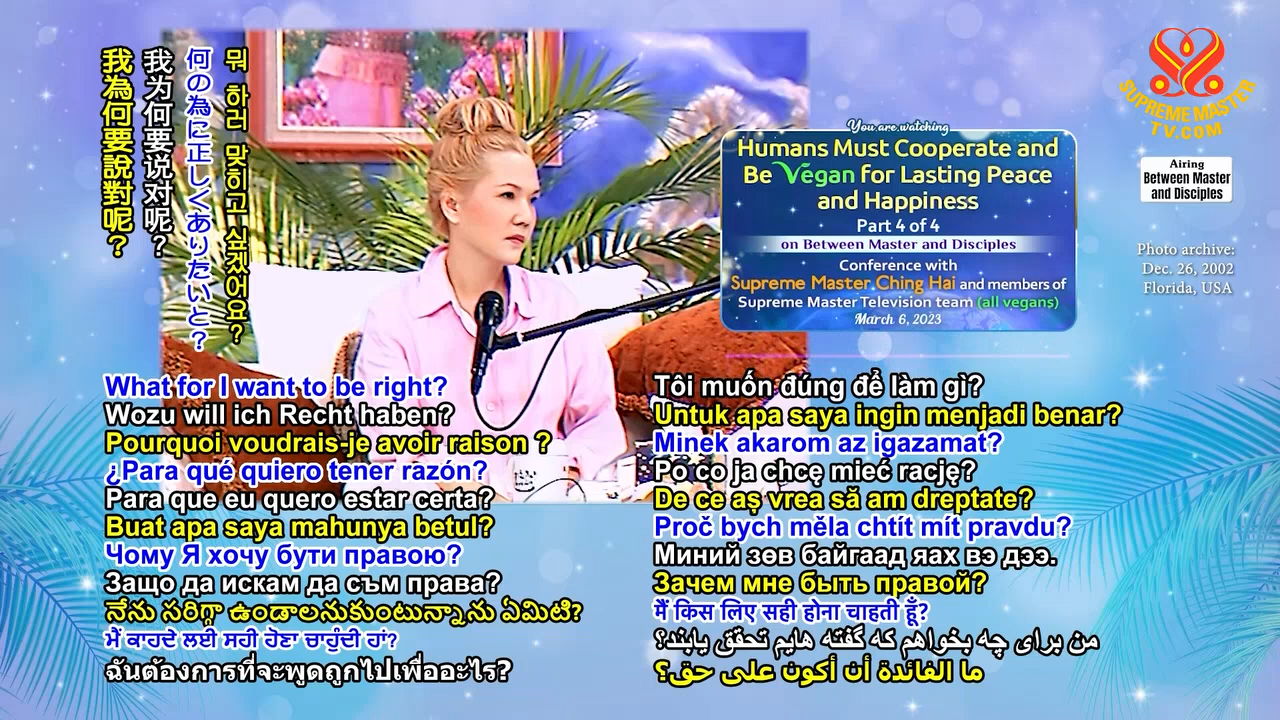 我為何要說對呢？
我为何要说对呢？
何の為に正しくありたいと？
뭐 하러 맞히고 싶겠어요?
You are watching
Humans Must Cooperate and
Be Vegan for Lasting Peace
and Happiness
Part 4 of 4
on Between Master and Disciples
Conference with
Supreme Master Ching Hai and members of
Supreme Master Television team (all vegans)
March 6, 2023
SUPREME MASTER
TV.COM
Airing
Between Master
and Disciples
Photo archive:
Dec. 26, 2002
Florida, USA
What for I want to be right?
Wozu will ich Recht haben?
Pourquoi voudrais-je avoir raison ?
¿Para qué quiero tener razón?
Para que eu quero estar certa?
Buat apa saya mahunya betul?
Чому Я хочу бути правою?
Защо да искам да съм права?
నేను సరిగ్గా ఉండాలనుకుంటున్నాను ఏమిటి?
ਮੈਂ ਕਾਹਦੇ ਲਈ ਸਹੀ ਹੋਣਾ ਚਾਹੁੰਦੀ ਹਾਂ?
ฉันต้องการที่จะพูดถูกไปเพื่ออะไร?
Tôi muốn đúng để làm gì?
Untuk apa saya ingin menjadi benar?
Minek akarom az igazamat?
Po co ja chcę mieć rację?
De ce aș vrea să am dreptate?
Proč bych měla chtít mít pravdu?
Миний зөв байгаад яах вэ дээ.
Зачем мне быть правой?
मैं किस लिए सही होना चाहती हूँ?
من برای چه بخواهم که گفته هایم تحقق یابند؟
ما الفائدة أن أكون على حق؟